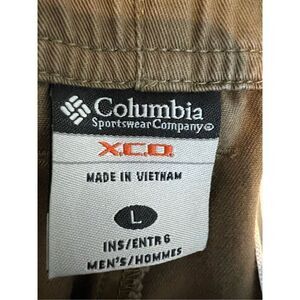 Columbia
Sportswear Company®
X.C.O.
MADE IN VIETNAM
L
INS/ENTR 6
MEN'S/HOMMES